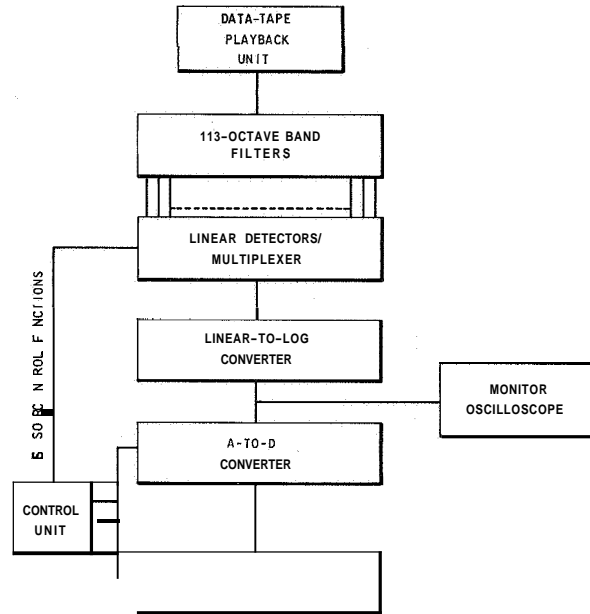 DATA-TAPE
PLAYBACK
UNIT
113-OCTAVE BAND
FILTERS
LINEAR DETECTORS/
MULTIPLEXER
LINEAR-TO-LOG
CONVERTER
MONITOR
OSCILLOSCOPE
A-TO-D
CONVERTER
CONTROL
UNIT